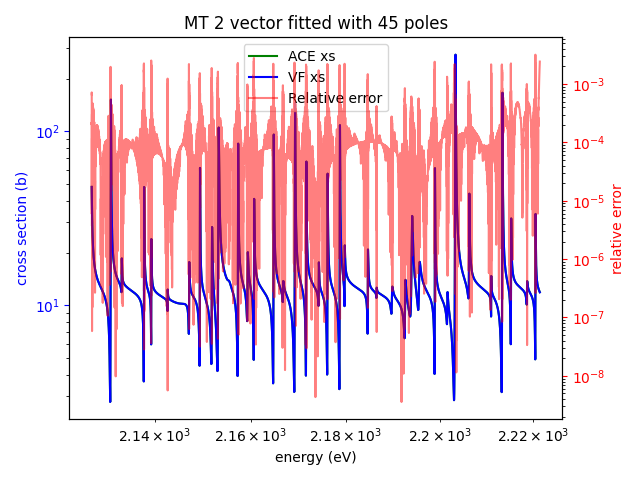 MT 2 vector fitted with 45 poles
ACE xs
VF xs
Relative error
cross section (b)
10²
10¹
relative error
10⁻³
10⁻⁴
10⁻⁵
10⁻⁶
10⁻⁷
10⁻⁸
2.14 × 10³ 2.16 × 10³ 2.18 × 10³ 2.2 × 10³ 2.22 × 10³
energy (eV)